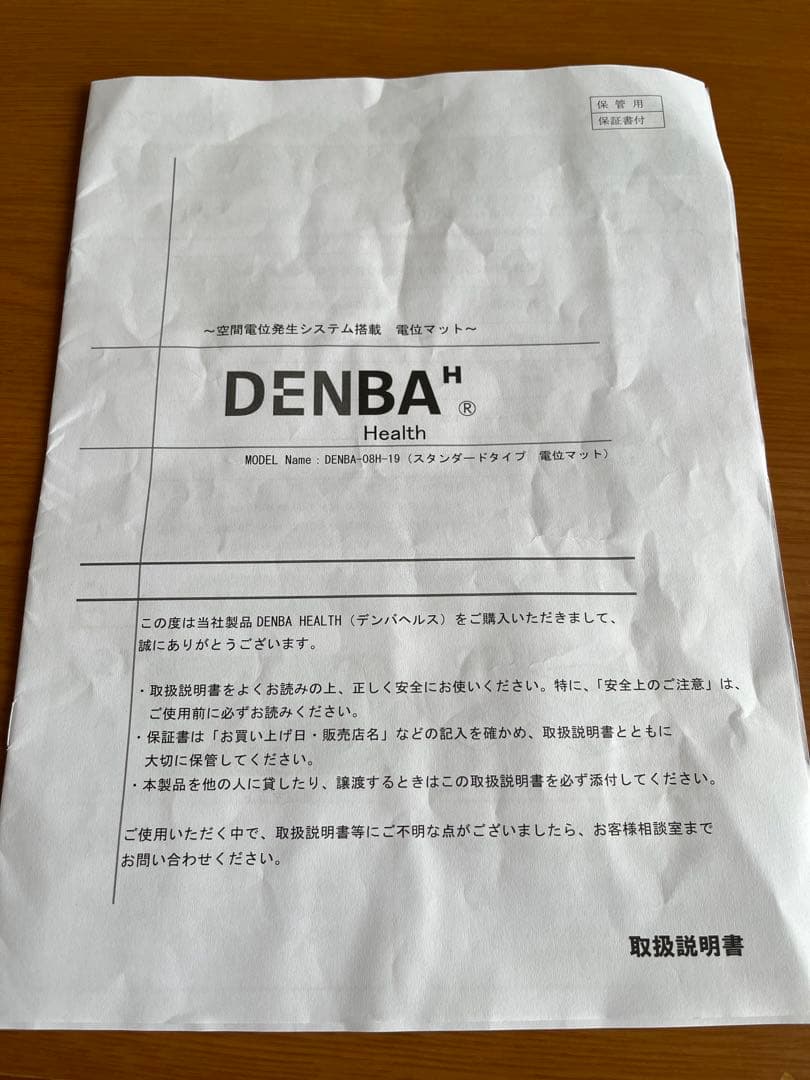 保管用
保証書付
～空間電位発生システム搭載　電位マット～
DENBA H ®
Health
MODEL Name：DENBA-08H-19（スタンダードタイプ　電位マット）
この度は当社製品 DENBA HEALTH（デンバヘルス）をご購入いただきまして、
誠にありがとうございます。
・取扱説明書をよくお読みの上、正しく安全にお使いください。特に、「安全上のご注意」は、
ご使用前に必ずお読みください。
・保証書は「お買い上げ日・販売店名」などの記入を確かめ、取扱説明書とともに
大切に保管してください。
・本製品を他の人に貸したり、譲渡するときはこの取扱説明書を必ず添付してください。
ご使用いただく中で、取扱説明書等にご不明な点がございましたら、お客様相談室まで
お問い合わせください。
取扱説明書